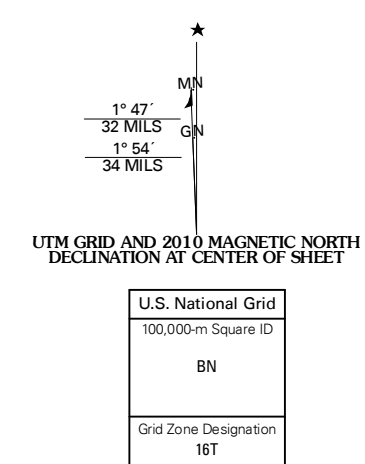 ★
MN
1° 47´
32 MILS
GN
1° 54´
34 MILS
UTM GRID AND 2010 MAGNETIC NORTH
DECLINATION AT CENTER OF SHEET
U.S. National Grid
100,000-m Square ID
BN
Grid Zone Designation
16T